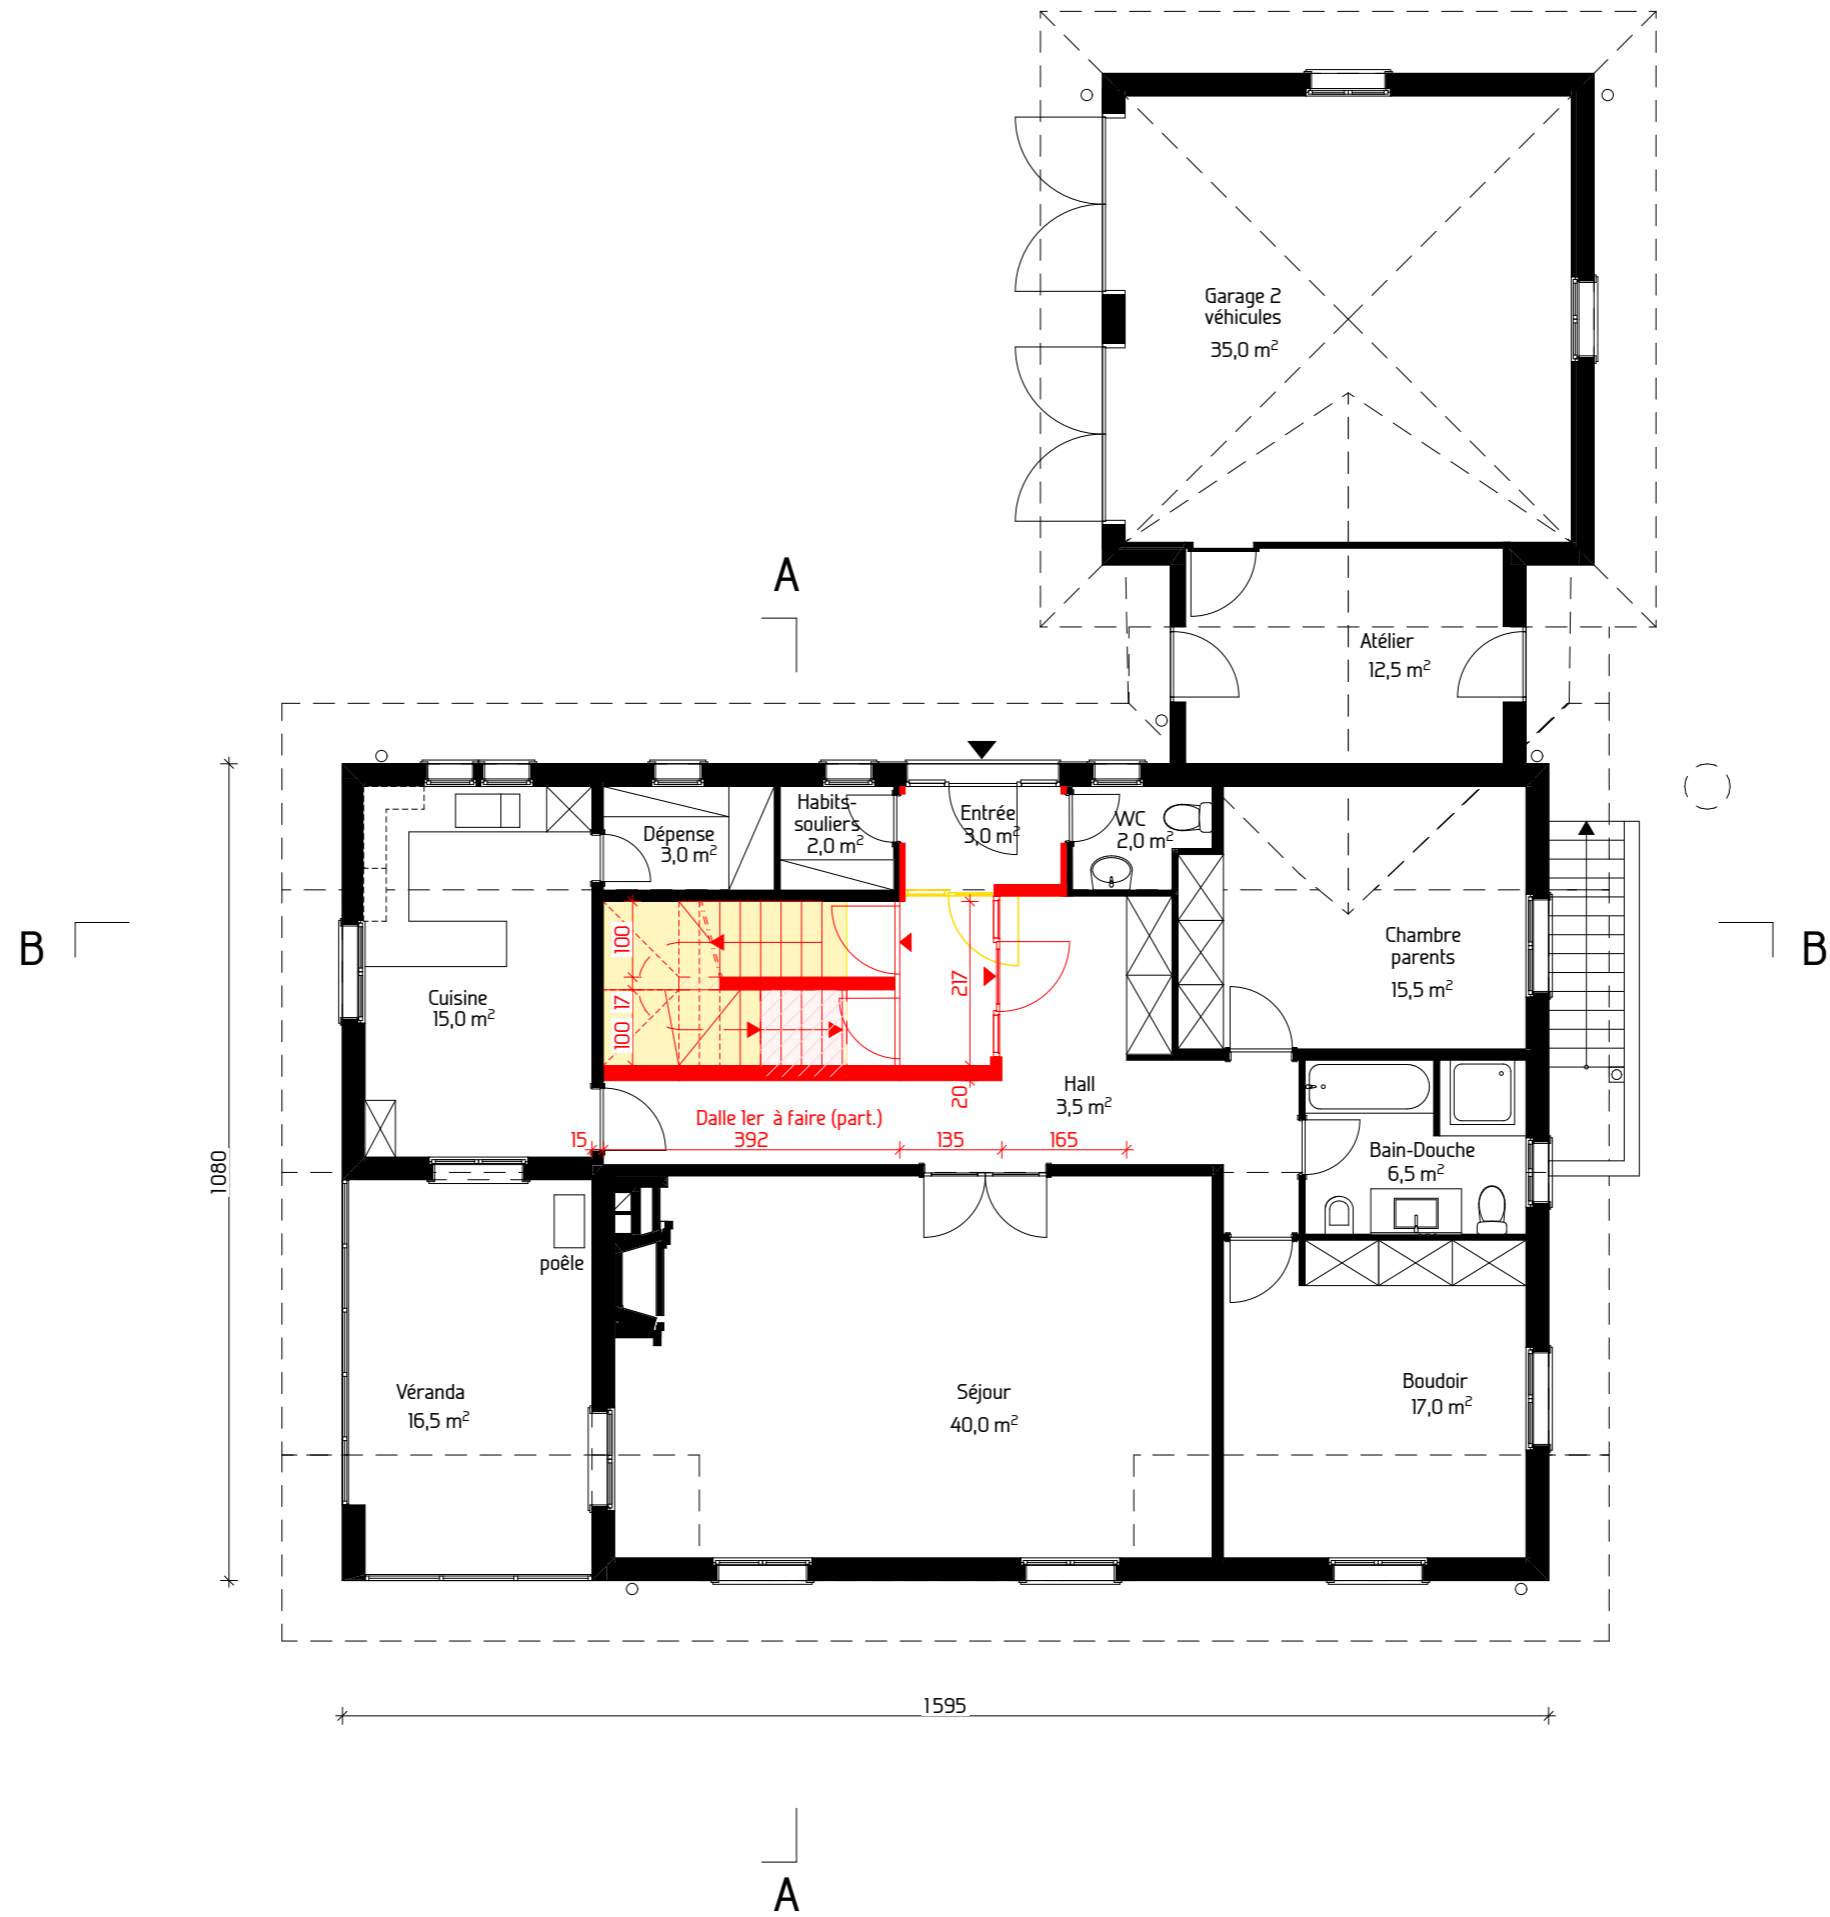 Garage 2
véhicules
35,0 m²
A
Atélier
12,5 m²
Habits-
souliers
2,0 m²
Entrée
3,0 m²
WC
2,0 m²
Dépense
3,0 m²
B
B
100
17
100
217
20
Chambre
parents
15,5 m²
Cuisine
15,0 m²
Hall
3,5 m²
Dalle 1er à faire (part.)
15
392
135
165
Bain-Douche
6,5 m²
1080
poêle
Véranda
16,5 m²
Séjour
40,0 m²
Boudoir
17,0 m²
1595
A